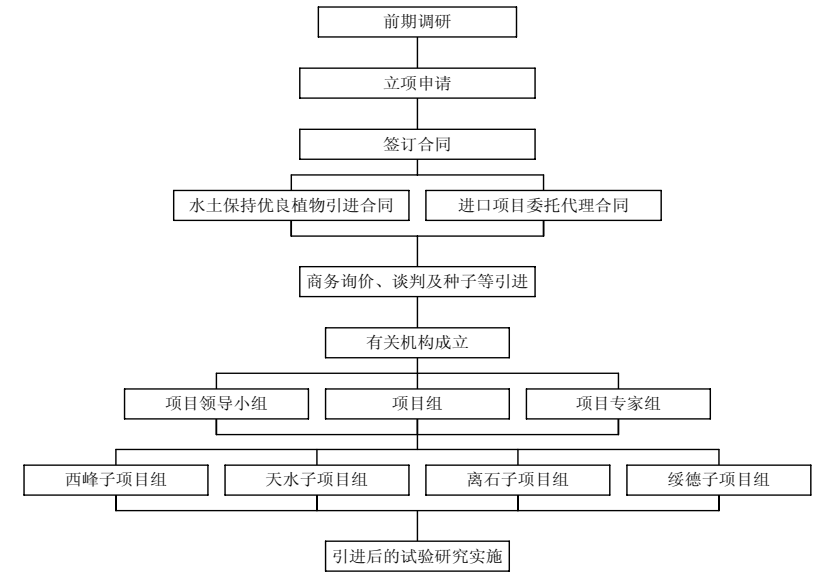 前期调研
立项申请
签订合同
水土保持优良植物引进合同
进口项目委托代理合同
商务询价、谈判及种子等引进
有关机构成立
项目领导小组
项目组
项目专家组
西峰子项目组
天水子项目组
离石子项目组
绥德子项目组
引进后的试验研究实施